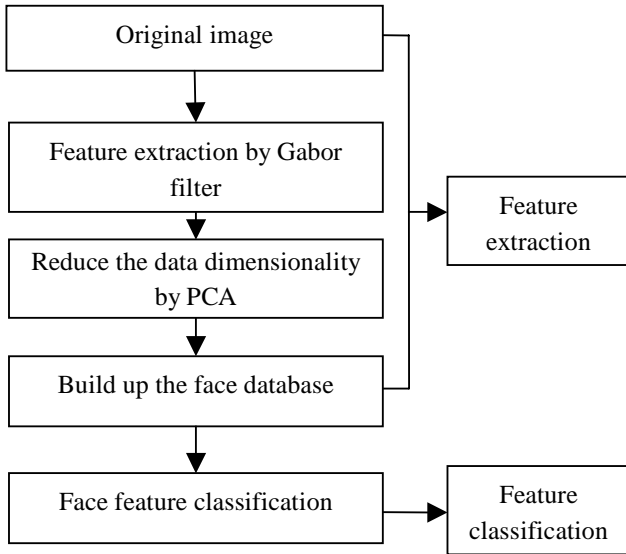 Original image
Feature extraction by Gabor
filter
Feature
extraction
Reduce the data dimensionality
by PCA
Build up the face database
Face feature classification
Feature
classification